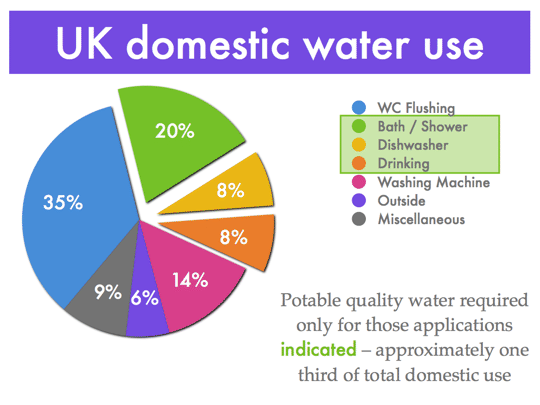 UK domestic water use
20%
8%
8%
14%
6%
9%
35%
WC Flushing
Bath / Shower
Dishwasher
Drinking
Washing Machine
Outside
Miscellaneous
Potable quality water required
only for those applications
indicated – approximately one
third of total domestic use